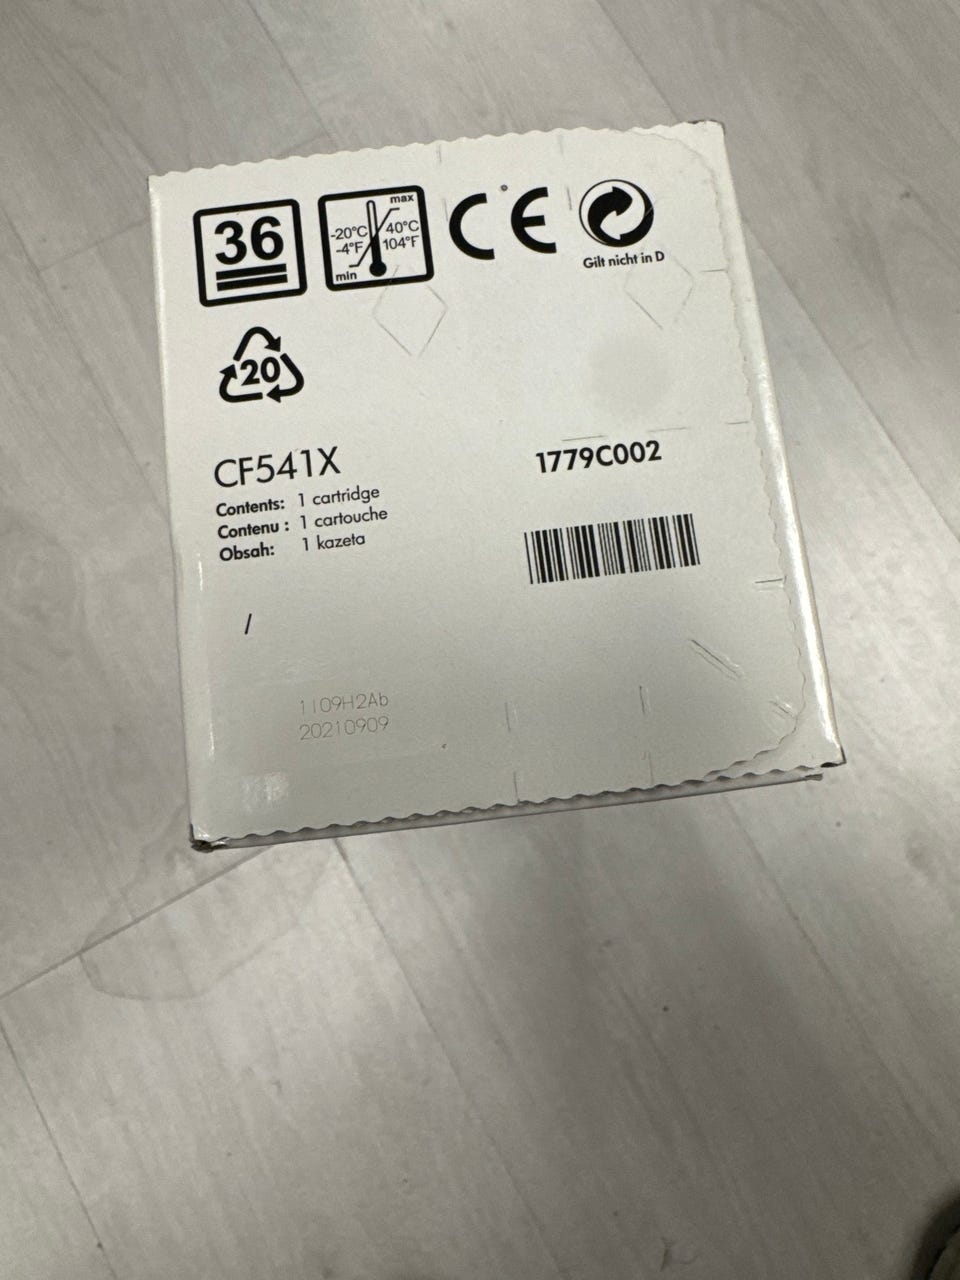 36
max
-20°C 40°C
-4°F 104°F
min
CE
Gilt nicht in D
20
CF541X
Contents: 1 cartridge
Contenu : 1 cartouche
Obsah: 1 kazeta
1779C002
/
1109H2Ab
20210909